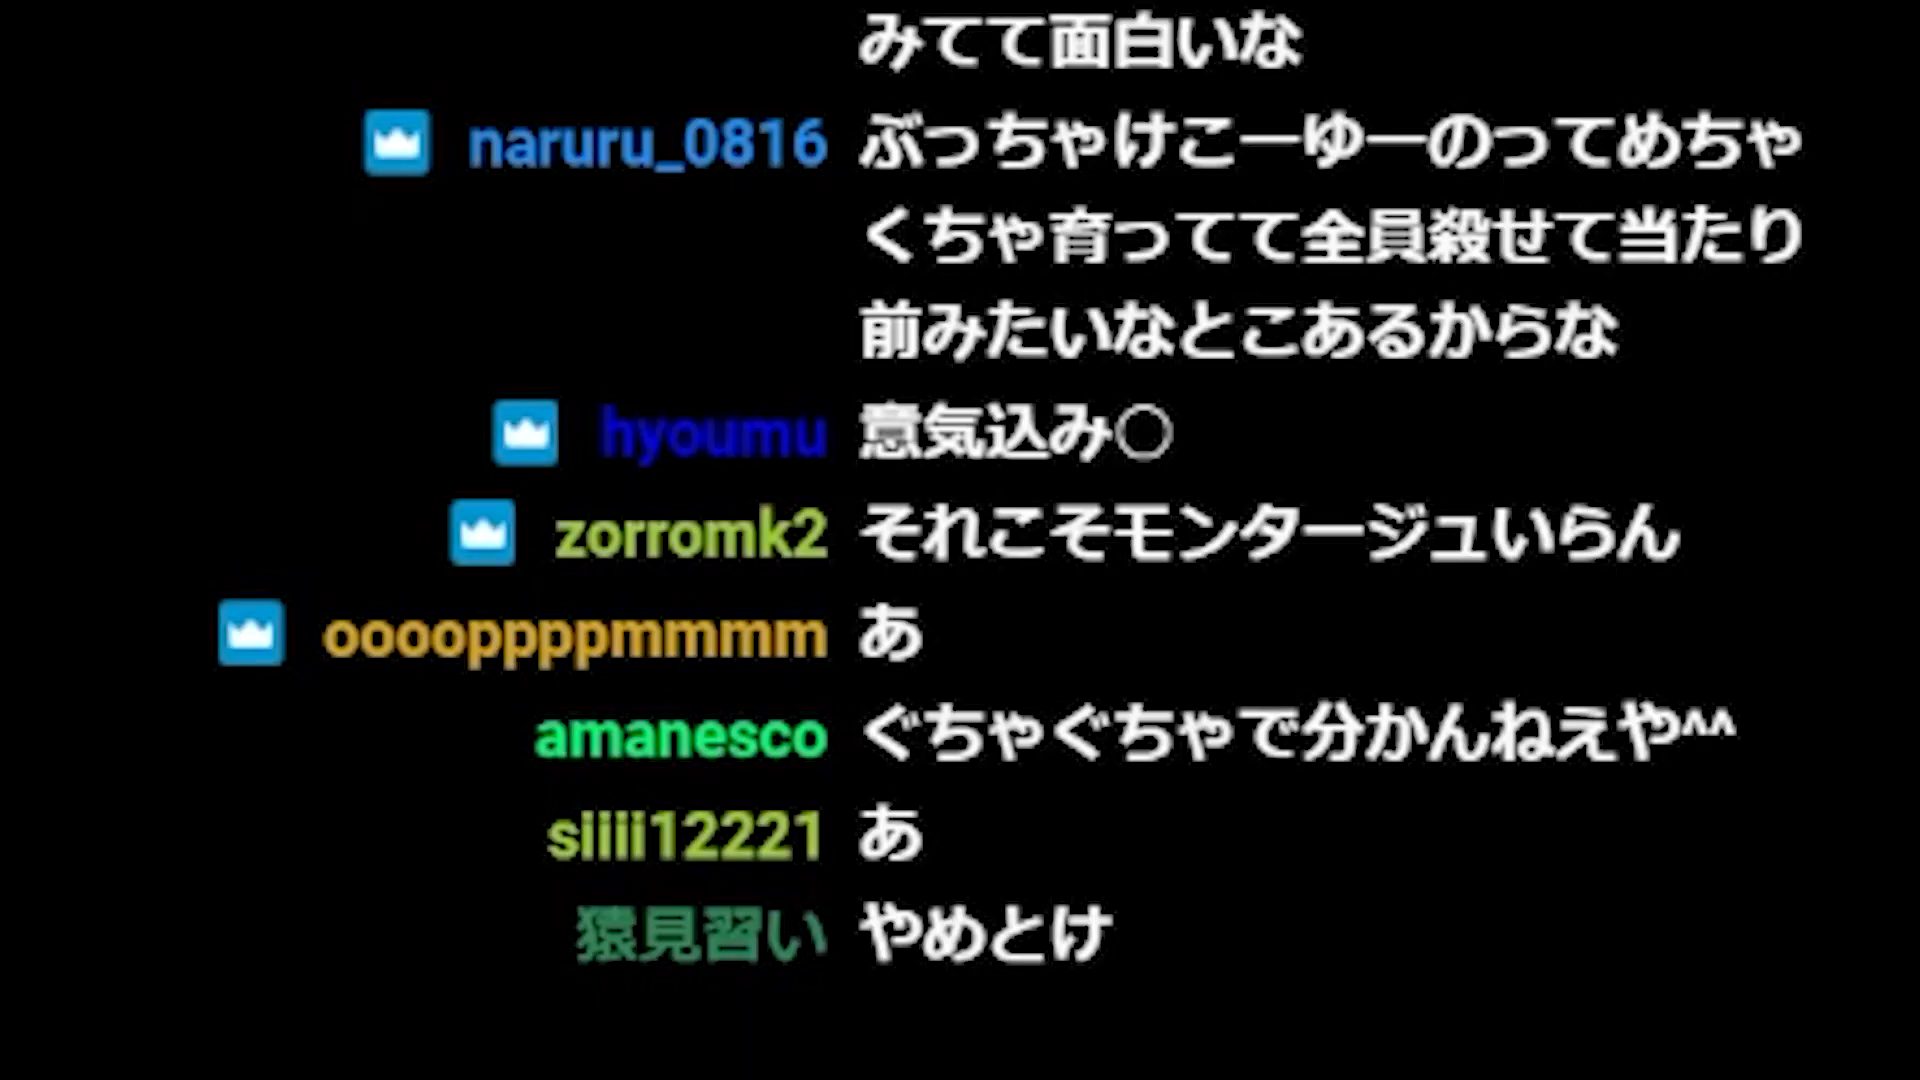 みてて面白いな
naruru_0816 ぶっちゃけこーゆーのってめちゃ
くちゃ育ってて全員殺せて当たり
前みたいなとこあるからな
hyoumu 意気込み○
zorromk2 それこそモンタージュいらん
ooooppppmmmm あ
amanesco ぐちゃぐちゃで分かんねえや^^
siiii12221 あ
猿見習い やめとけ